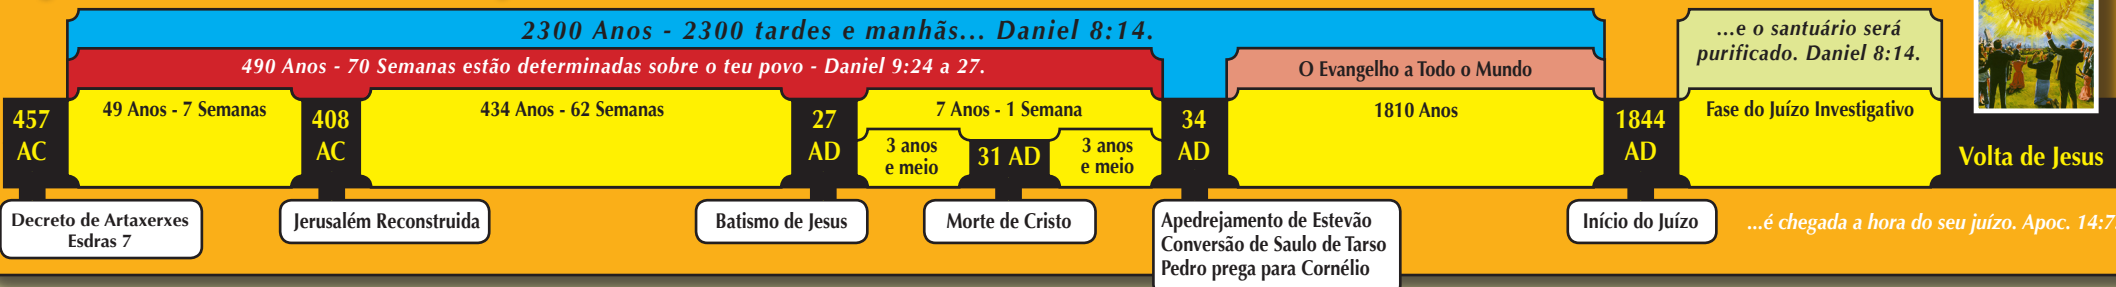 2300 Anos - 2300 tardes e manhãs... Daniel 8:14.
...e o santuário será
purificado. Daniel 8:14.
490 Anos - 70 Semanas estão determinadas sobre o teu povo - Daniel 9:24 a 27.
O Evangelho a Todo o Mundo
457
AC
49 Anos - 7 Semanas
408
AC
434 Anos - 62 Semanas
27
AD
7 Anos - 1 Semana
3 anos
e meio
31 AD
3 anos
e meio
34
AD
1810 Anos
1844
AD
Fase do Juízo Investigativo
Volta de Jesus
Decreto de Artaxerxes
Esdras 7
Jerusalém Reconstruida
Batismo de Jesus
Morte de Cristo
Apedrejamento de Estevão
Conversão de Saulo de Tarso
Pedro prega para Cornélio
Início do Juízo
...é chegada a hora do seu juízo. Apoc. 14:7.